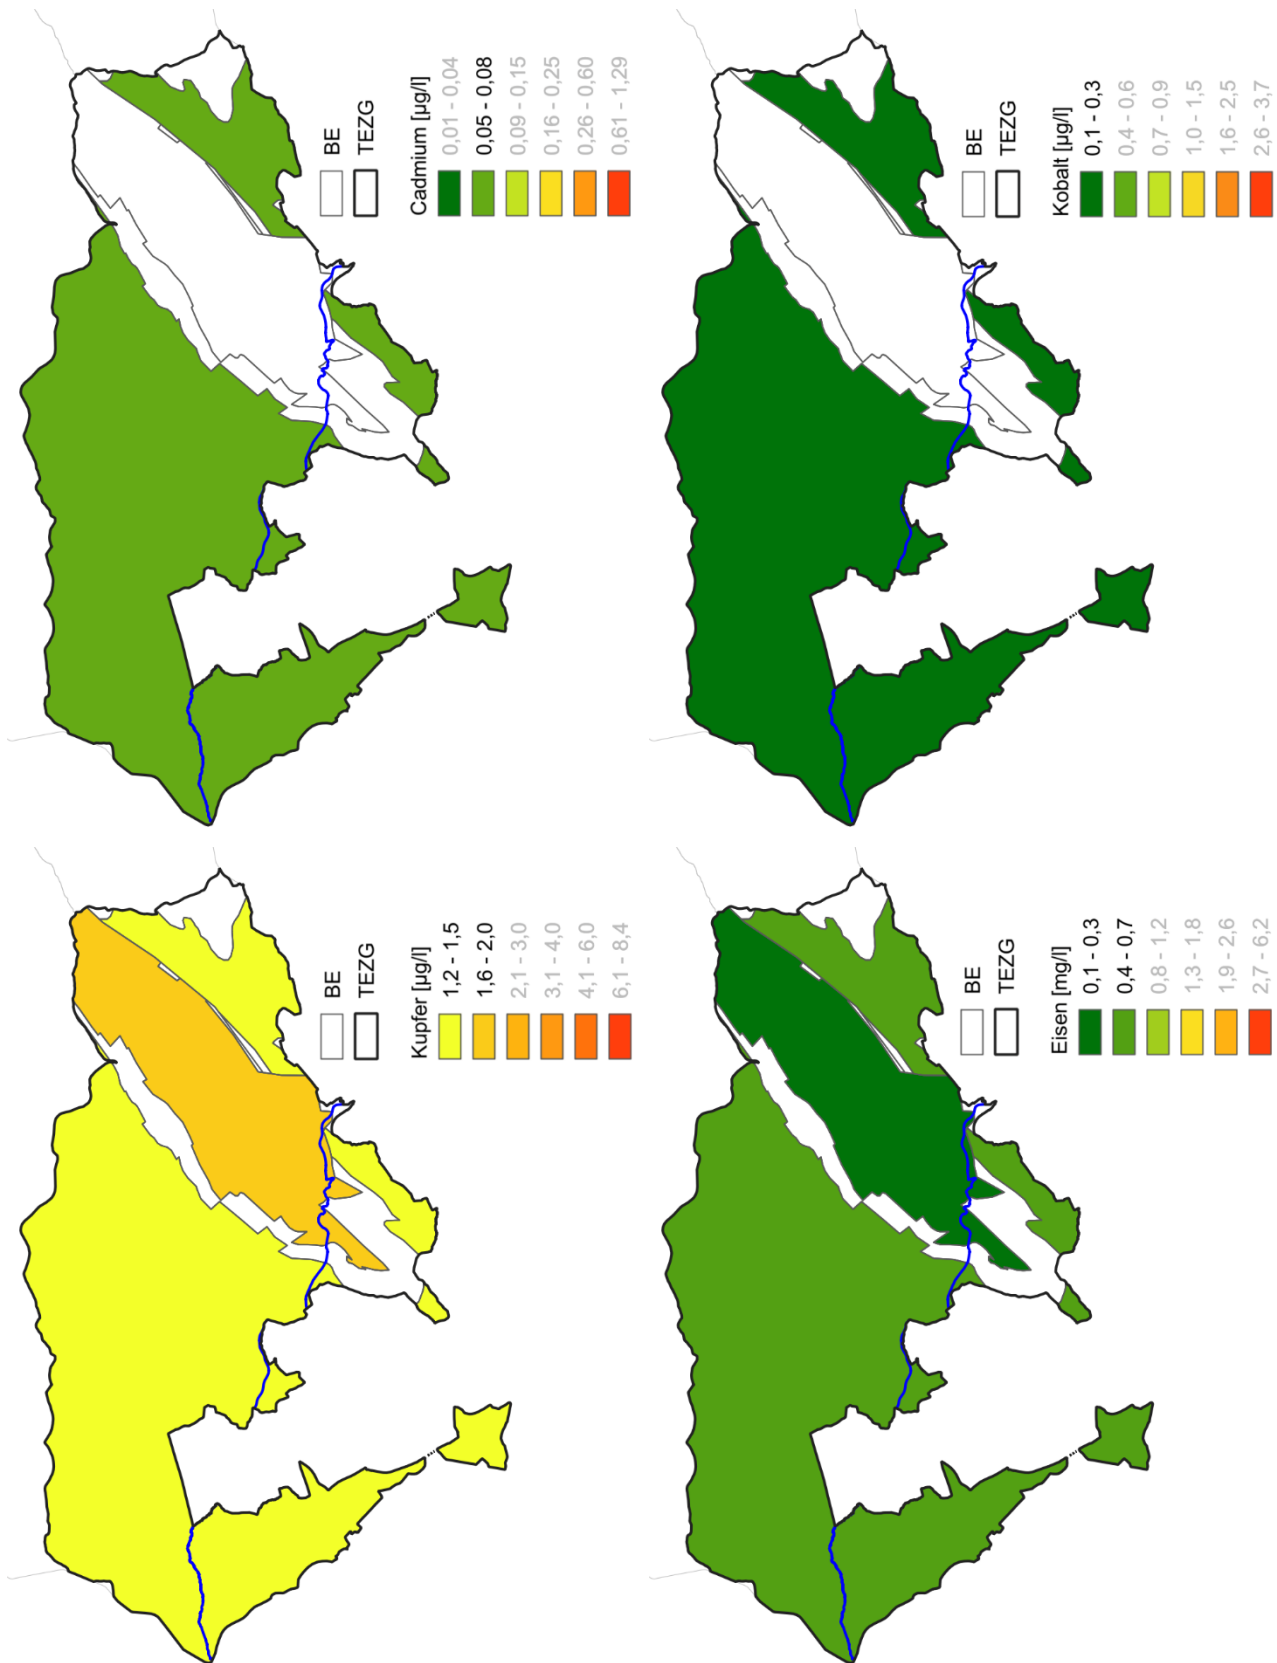 BE
TEZG
Kupfer [µg/l]
1,2 - 1,5
1,6 - 2,0
2,1 - 3,0
3,1 - 4,0
4,1 - 6,0
6,1 - 8,4
BE
TEZG
Cadmium [µg/l]
0,01 - 0,04
0,05 - 0,08
0,09 - 0,15
0,16 - 0,25
0,26 - 0,60
0,61 - 1,29
BE
TEZG
Eisen [mg/l]
0,1 - 0,3
0,4 - 0,7
0,8 - 1,2
1,3 - 1,8
1,9 - 2,6
2,7 - 6,2
BE
TEZG
Kobalt [µg/l]
0,1 - 0,3
0,4 - 0,6
0,7 - 0,9
1,0 - 1,5
1,6 - 2,5
2,6 - 3,7